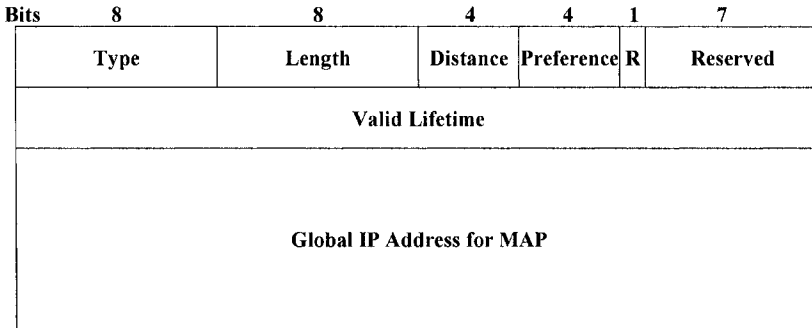 Bits 8 8 4 4 1 7
Type Length Distance Preference R Reserved
Valid Lifetime
Global IP Address for MAP